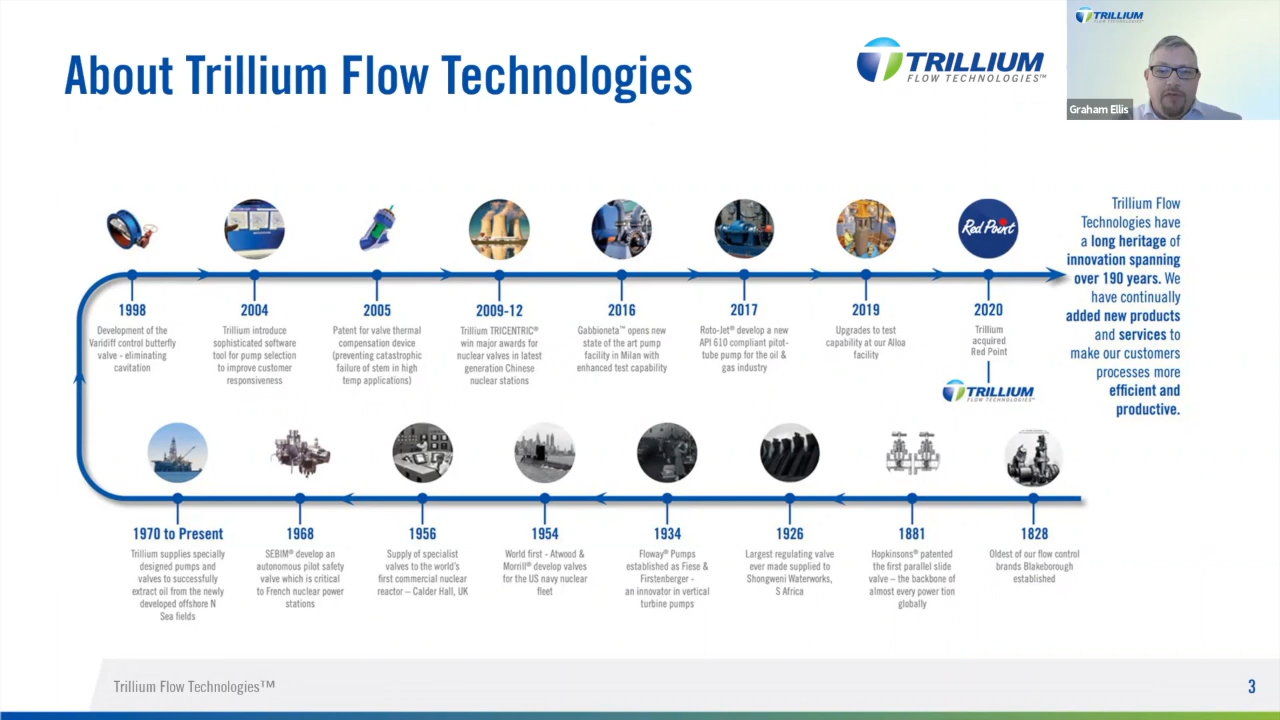 About Trillium Flow Technologies
TRILLIUM
FLOW TECHNOLOGIES™
TRILLIUM
FLOW TECHNOLOGIES
Graham Ellis
Red Point
1998
Development of the
Varidiff control butterfly
valve - eliminating
cavitation
2004
Trillium introduce
sophisticated software
tool for pump selection
to improve customer
responsiveness
2005
Patent for valve thermal
compensation device
(preventing catastrophic
failure of stem in high
temp applications)
2009-12
Trillium TRICENTRIC®
win major awards for
nuclear valves in latest
generation Chinese
nuclear stations
2016
Gabbioneta™ opens new
state of the art pump
facility in Milan with
enhanced test capability
2017
Roto-Jet® develop a new
API 610 compliant pitot-
tube pump for the oil &
gas industry
2019
Upgrades to test
capability at our Alloa
facility
2020
Trillium
acquired
Red Point
TRILLIUM
FLOW TECHNOLOGIES™
Trillium Flow
Technologies have
a long heritage of
innovation spanning
over 190 years. We
have continually
added new products
and services to
make our customers
processes more
efficient and
productive.
1970 to Present
Trillium supplies specially
designed pumps and
valves to successfully
extract oil from the newly
developed offshore N
Sea fields
1968
SEBIM® develop an
autonomous pilot safety
valve which is critical
to French nuclear power
stations
1956
Supply of specialist
valves to the world's
first commercial nuclear
reactor – Calder Hall, UK
1954
World first - Atwood &
Morrill® develop valves
for the US navy nuclear
fleet
1934
Floway® Pumps
established as Fiese &
Firstenberger -
an innovator in vertical
turbine pumps
1926
Largest regulating valve
ever made supplied to
Shongweni Waterworks,
S Africa
1881
Hopkinsons® patented
the first parallel slide
valve – the backbone of
almost every power tion
globally
1828
Oldest of our flow control
brands Blakeborough
established
Trillium Flow Technologies™
3